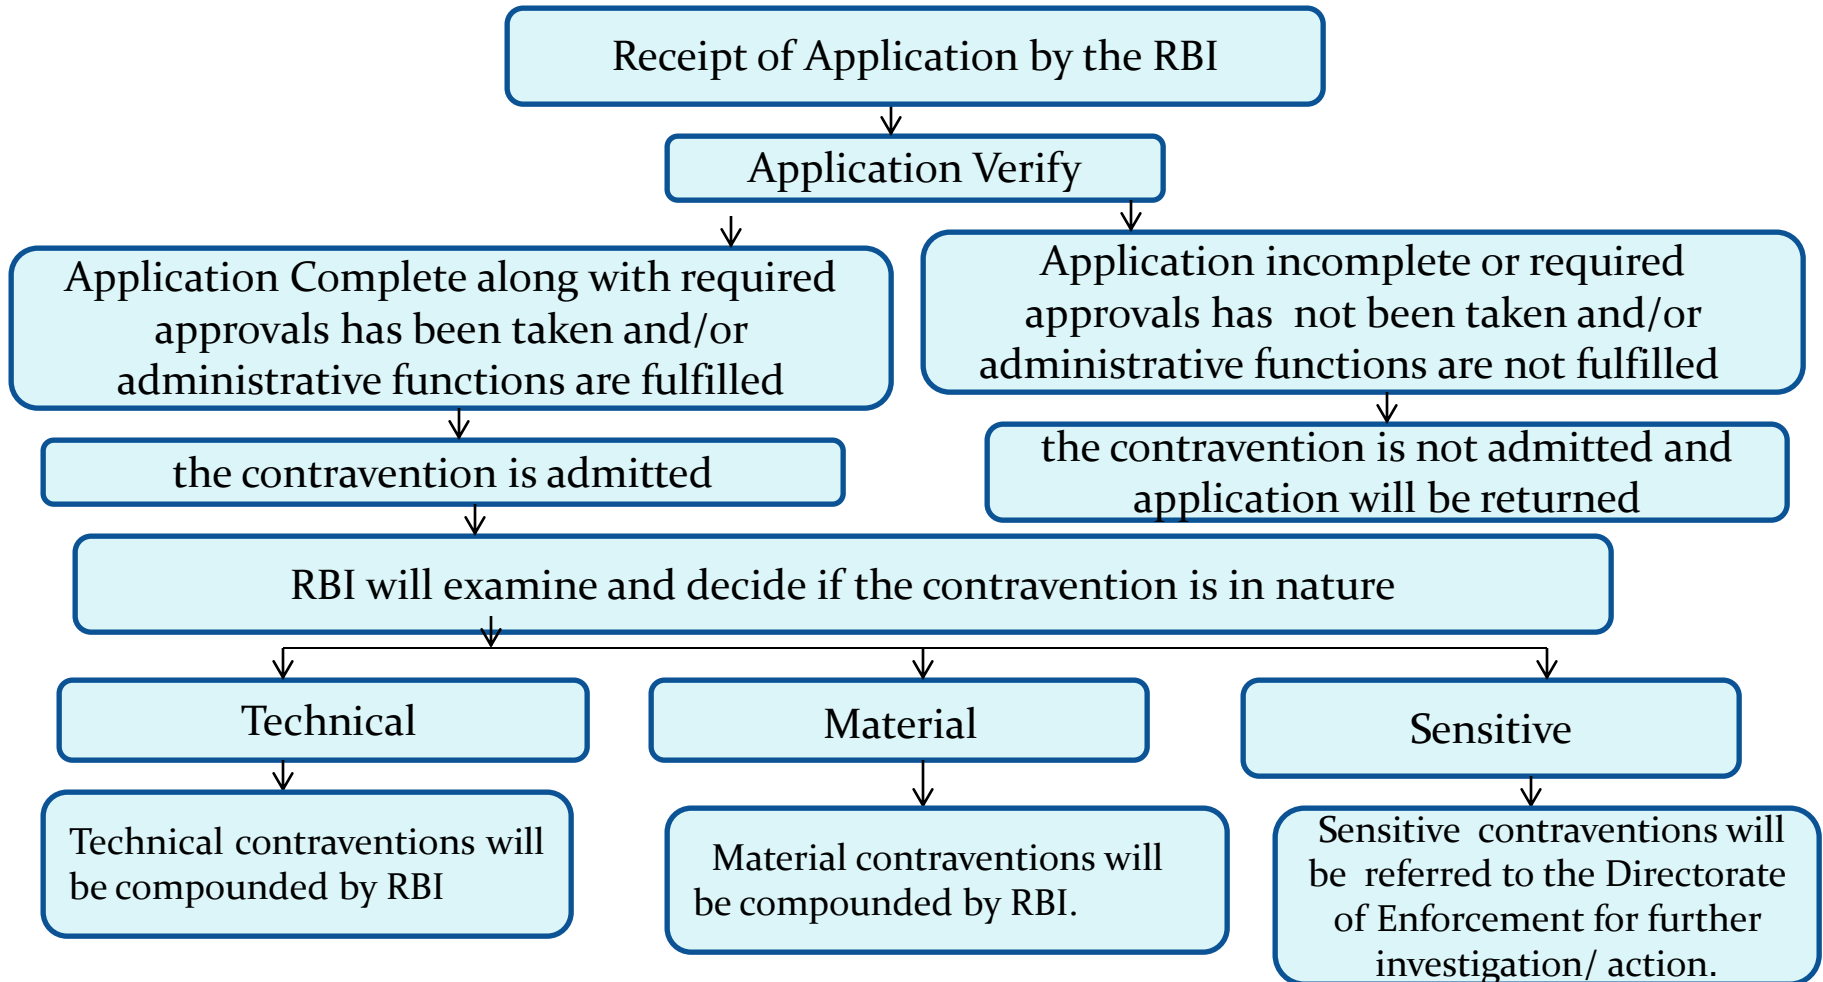 Receipt of Application by the RBI
Application Verify
Application Complete along with required
approvals has been taken and/or
administrative functions are fulfilled
Application incomplete or required
approvals has not been taken and/or
administrative functions are not fulfilled
the contravention is admitted
the contravention is not admitted and
application will be returned
RBI will examine and decide if the contravention is in nature
Technical
Material
Sensitive
Technical contraventions will
be compounded by RBI
Material contraventions will
be compounded by RBI.
Sensitive contraventions will
be referred to the Directorate
of Enforcement for further
investigation/ action.